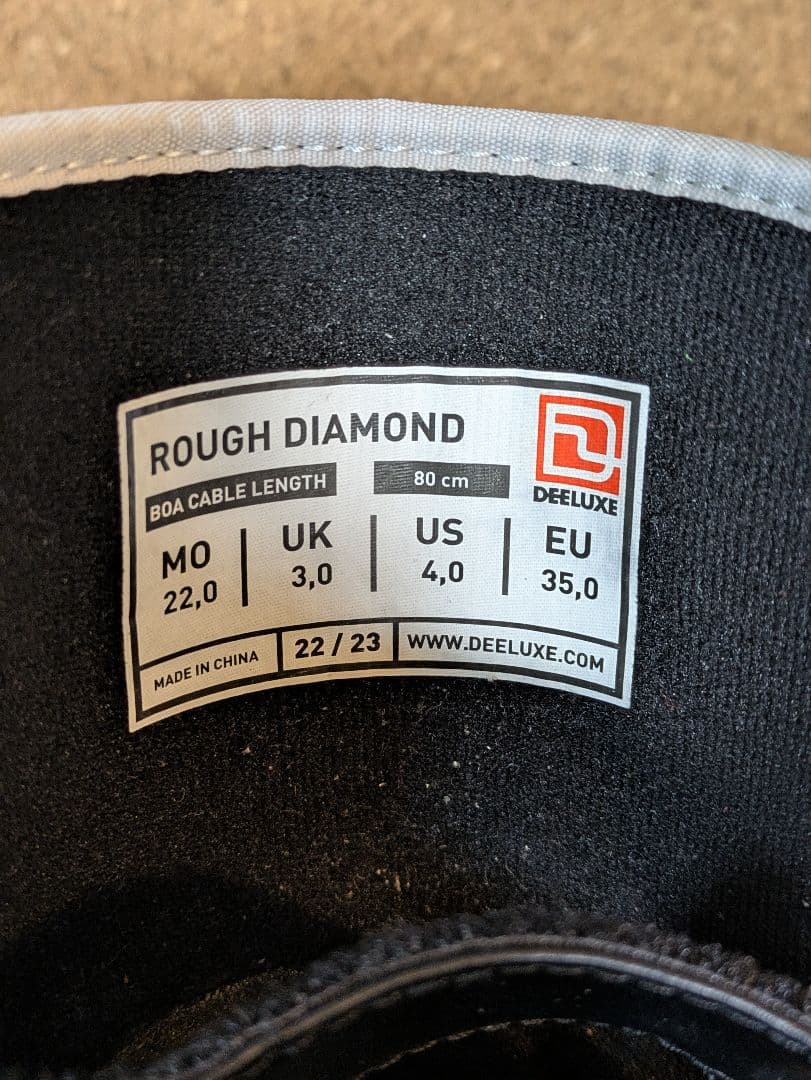 ROUGH DIAMOND
DEELUXE
BOA CABLE LENGTH 80 cm
MO UK US EU
22,0 3,0 4,0 35,0
MADE IN CHINA 22 / 23 WWW.DEELUXE.COM